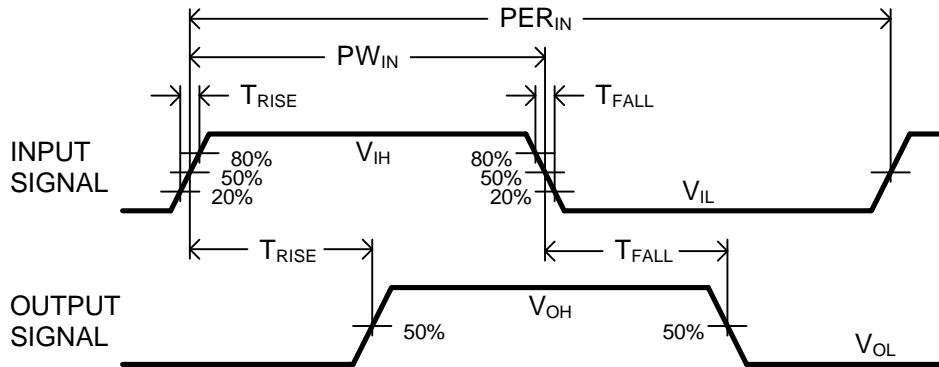 PER_IN
PW_IN
T_RISE
T_FALL
INPUT
SIGNAL
V_IH
80%
50%
20%
80%
50%
20%
V_IL
T_RISE
T_FALL
OUTPUT
SIGNAL
V_OH
50%
50%
V_OL